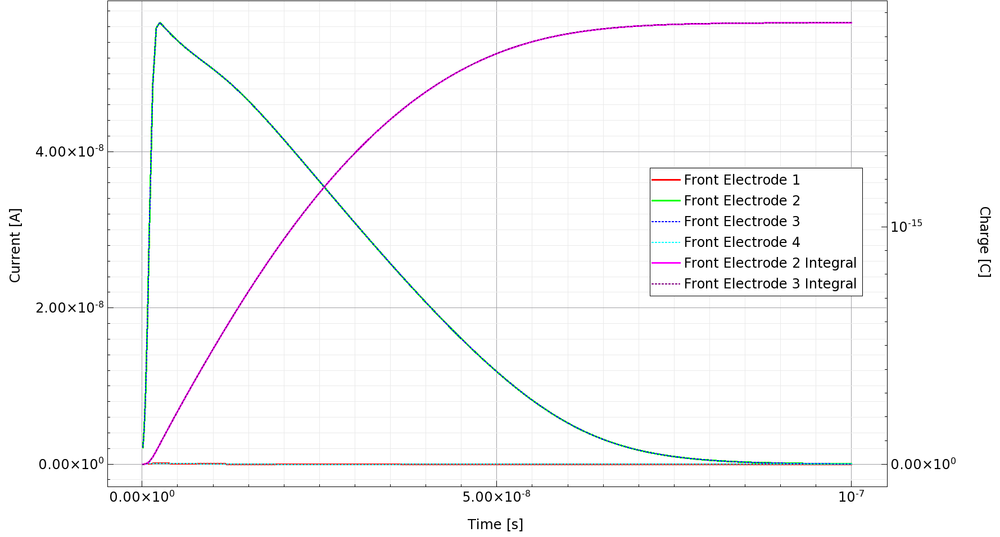 Current [A]
4.00×10⁻⁸
2.00×10⁻⁸
0.00×10⁰
Front Electrode 1
Front Electrode 2
Front Electrode 3
Front Electrode 4
Front Electrode 2 Integral
Front Electrode 3 Integral
10⁻¹⁵
0.00×10⁰
Charge [C]
0.00×10⁰
5.00×10⁻⁸
10⁻⁷
Time [s]